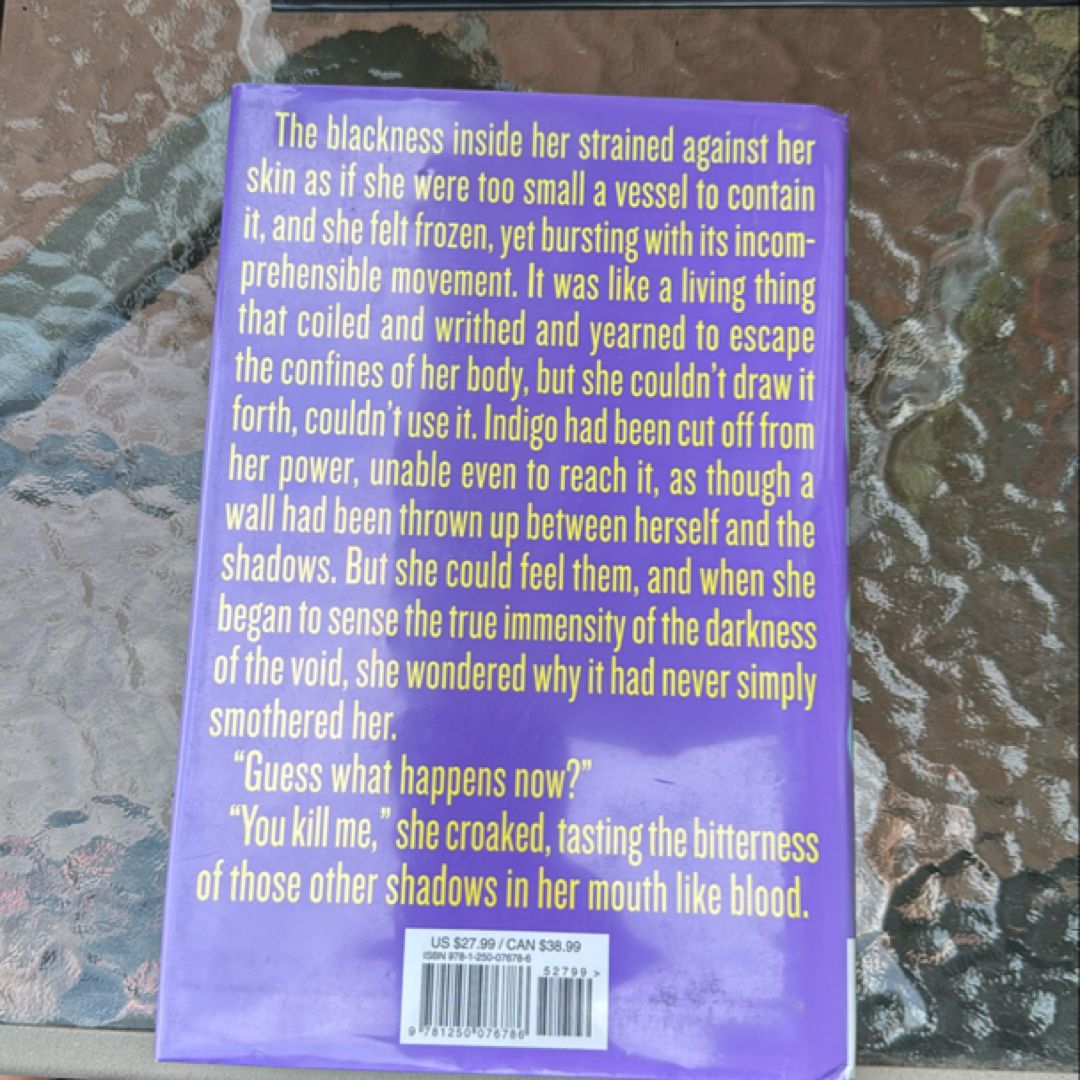 The blackness inside her strained against her
skin as if she were too small a vessel to contain
it, and she felt frozen, yet bursting with its incom-
prehensible movement. It was like a living thing
that coiled and writhed and yearned to escape
the confines of her body, but she couldn't draw it
forth, couldn't use it. Indigo had been cut off from
her power, unable even to reach it, as though a
wall had been thrown up between herself and the
shadows. But she could feel them, and when she
began to sense the true immensity of the darkness
of the void, she wondered why it had never simply
smothered her.
“Guess what happens now?”
“You kill me,” she croaked, tasting the bitterness
of those other shadows in her mouth like blood.
US $27.99 / CAN $38.99
ISBN 978-1-250-07678-6
52799 >
9 781250 076786